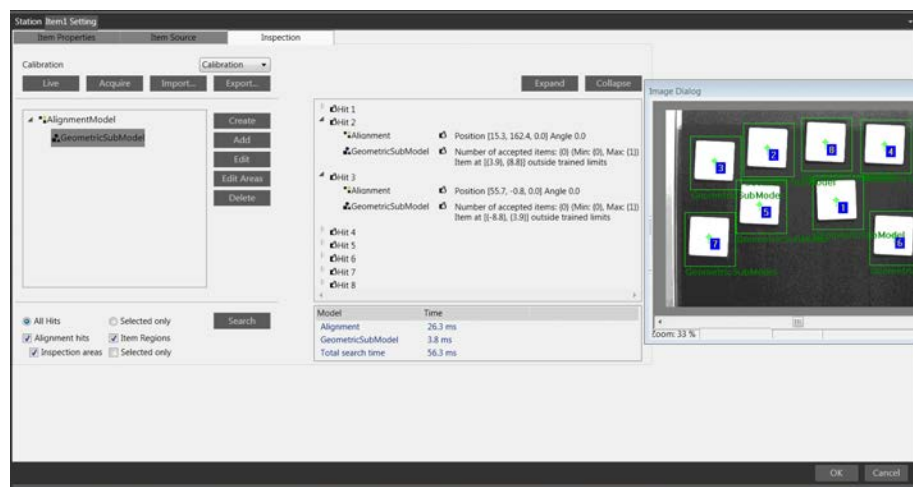 Station Item1 Setting
Item Properties Item Source Inspection
Calibration Calibration
Live Acquire Import... Export...
Expand Collapse
Image Dialog
AlignmentModel
GeometricSubModel
Create
Add
Edit
Edit Areas
Delete
Hit 1
Hit 2
Alignment Position [15.3, 162.4, 0.0] Angle 0.0
GeometricSubModel Number of accepted items: {0} (Min: {0}, Max: {1})
Item at [(3.9), (8.8)] outside trained limits
Hit 3
Alignment Position [55.7, -0.8, 0.0] Angle 0.0
GeometricSubModel Number of accepted items: {0} (Min: {0}, Max: {1})
Item at [(-8.8), (3.9)] outside trained limits
Hit 4
Hit 5
Hit 6
Hit 7
Hit 8
3
2
8
4
5
1
7
6
All Hits Selected only Search
Alignment hits Item Regions
Inspection areas Selected only
Model Time
Alignment 26.3 ms
GeometricSubModel 3.8 ms
Total search time 56.3 ms
Zoom: 33 %
OK Cancel